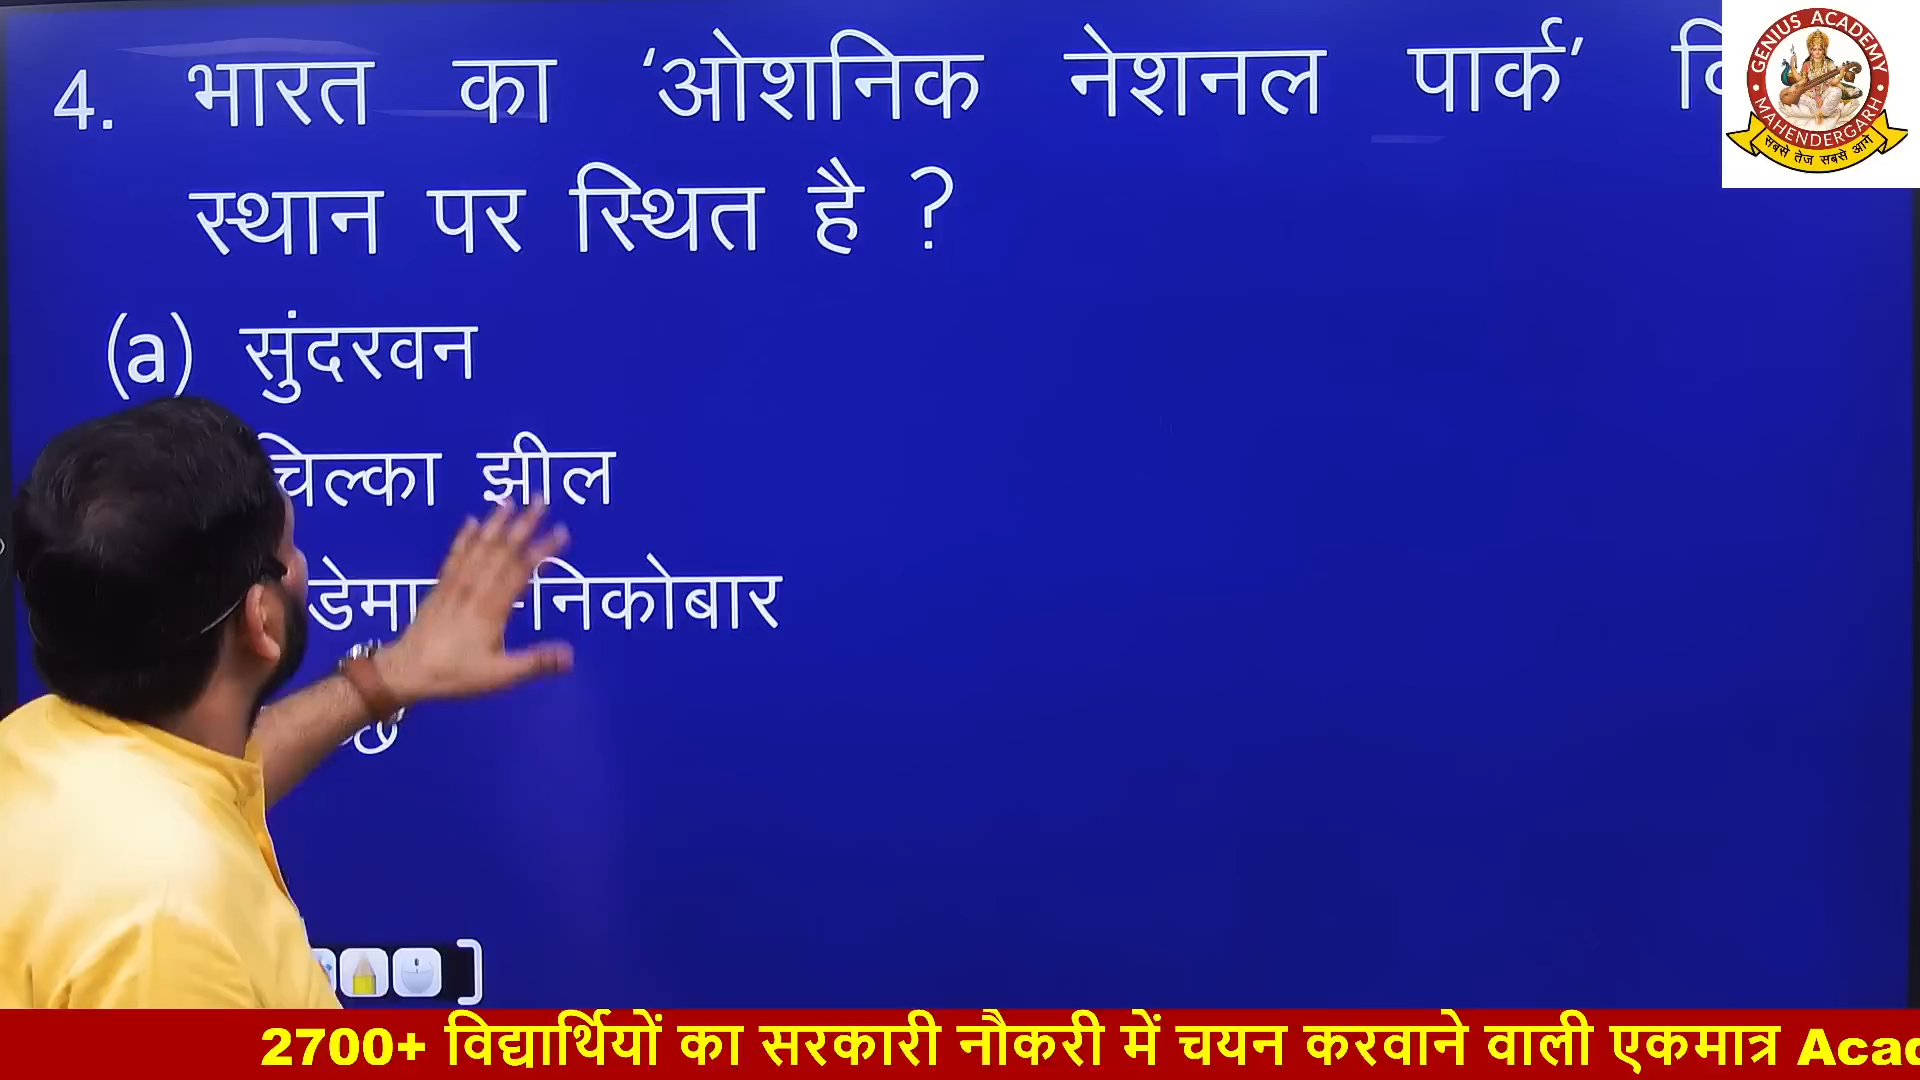 4. भारत का ‘ओशनिक नेशनल पार्क’
स्थान पर स्थित है ?
(a) सुंदरवन
चिल्का झील
-निकोबार
GENIUS ACADEMY
MAHENDERGARH
सबसे तेज सबसे आगे
2700+ विद्यार्थियों का सरकारी नौकरी में चयन करवाने वाली एकमात्र